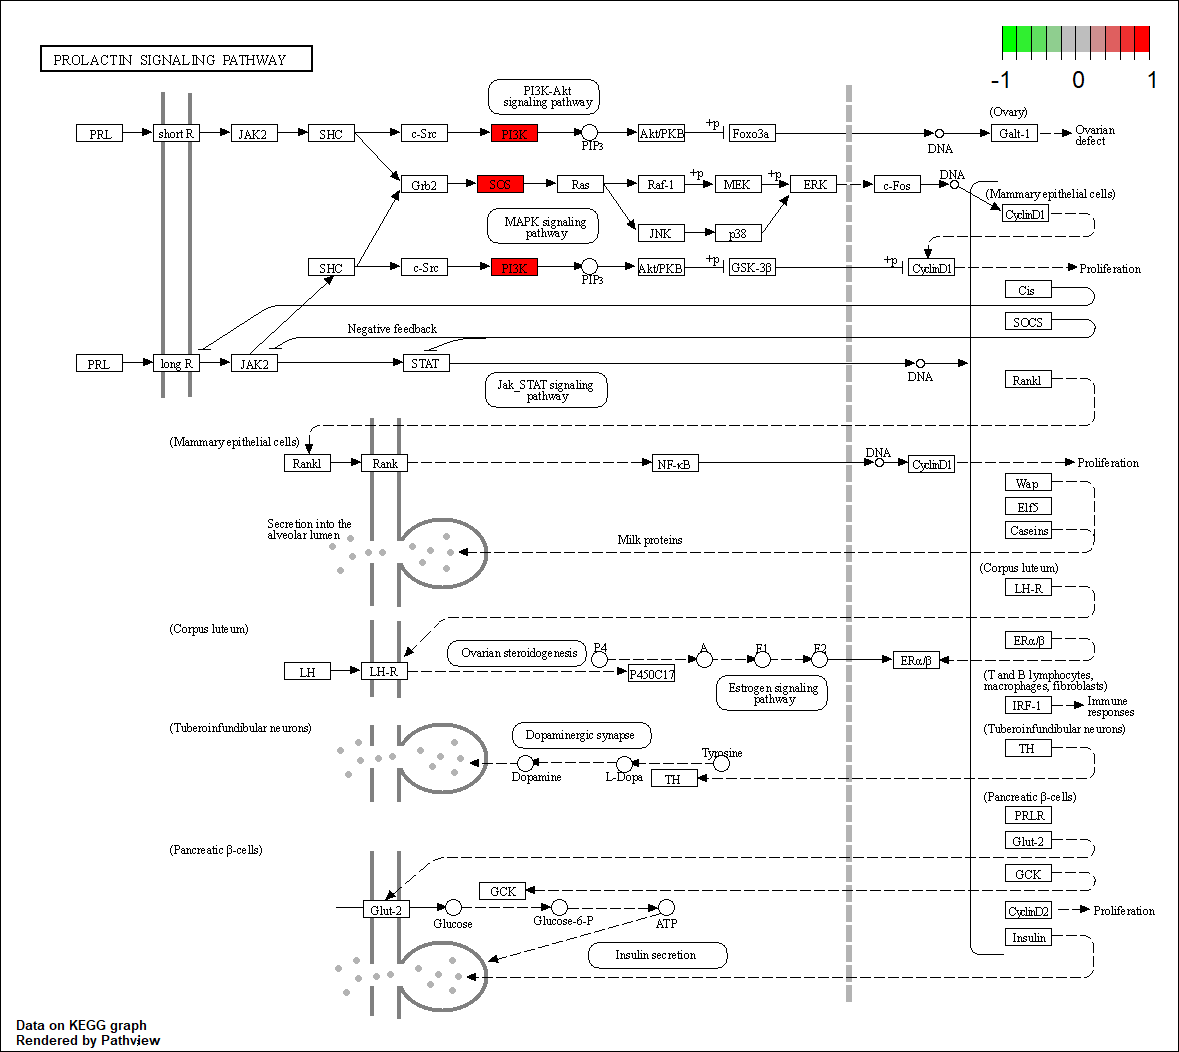 -1 0 1
PROLACTIN SIGNALING PATHWAY
PI3K-Akt
signaling pathway
(Ovary)
PRL short R JAK2 SHC c-Src PI3K PIP3 Akt/PKB +p Foxo3a DNA Galt-1 Ovarian
defect
Grb2 SOS Ras Raf-1 +p MEK +p ERK c-Fos DNA
(Mammary epithelial cells)
CyclinD1
MAPK signaling
pathway
JNK p38
SHC c-Src PI3K PIP3 Akt/PKB +p GSK-3β +p CyclinD1 Proliferation
Cis
SOCS
Negative feedback
PRL long R JAK2 STAT DNA
Jak_STAT signaling
pathway
Rankl
(Mammary epithelial cells)
Rankl Rank NF-κB DNA CyclinD1 Proliferation
Wap
Elf5
Caseins
Secretion into the
alveolar lumen
Milk proteins
(Corpus luteum)
LH-R
(Corpus luteum)
ERα/β
Ovarian steroidogenesis
P4 A E1 E2 ERα/β
LH LH-R P450C17
Estrogen signaling
pathway
(T and B lymphocytes,
macrophages, fibroblasts)
IRF-1 Immune
responses
(Tuberoinfundibular neurons)
(Tuberoinfundibular neurons)
TH
Dopaminergic synapse
Dopamine L-Dopa Tyrosine
TH
(Pancreatic β-cells)
PRLR
Glut-2
(Pancreatic β-cells)
GCK
GCK
Glut-2 Glucose Glucose-6-P ATP
CyclinD2 Proliferation
Insulin
Insulin secretion
Data on KEGG graph
Rendered by Pathview